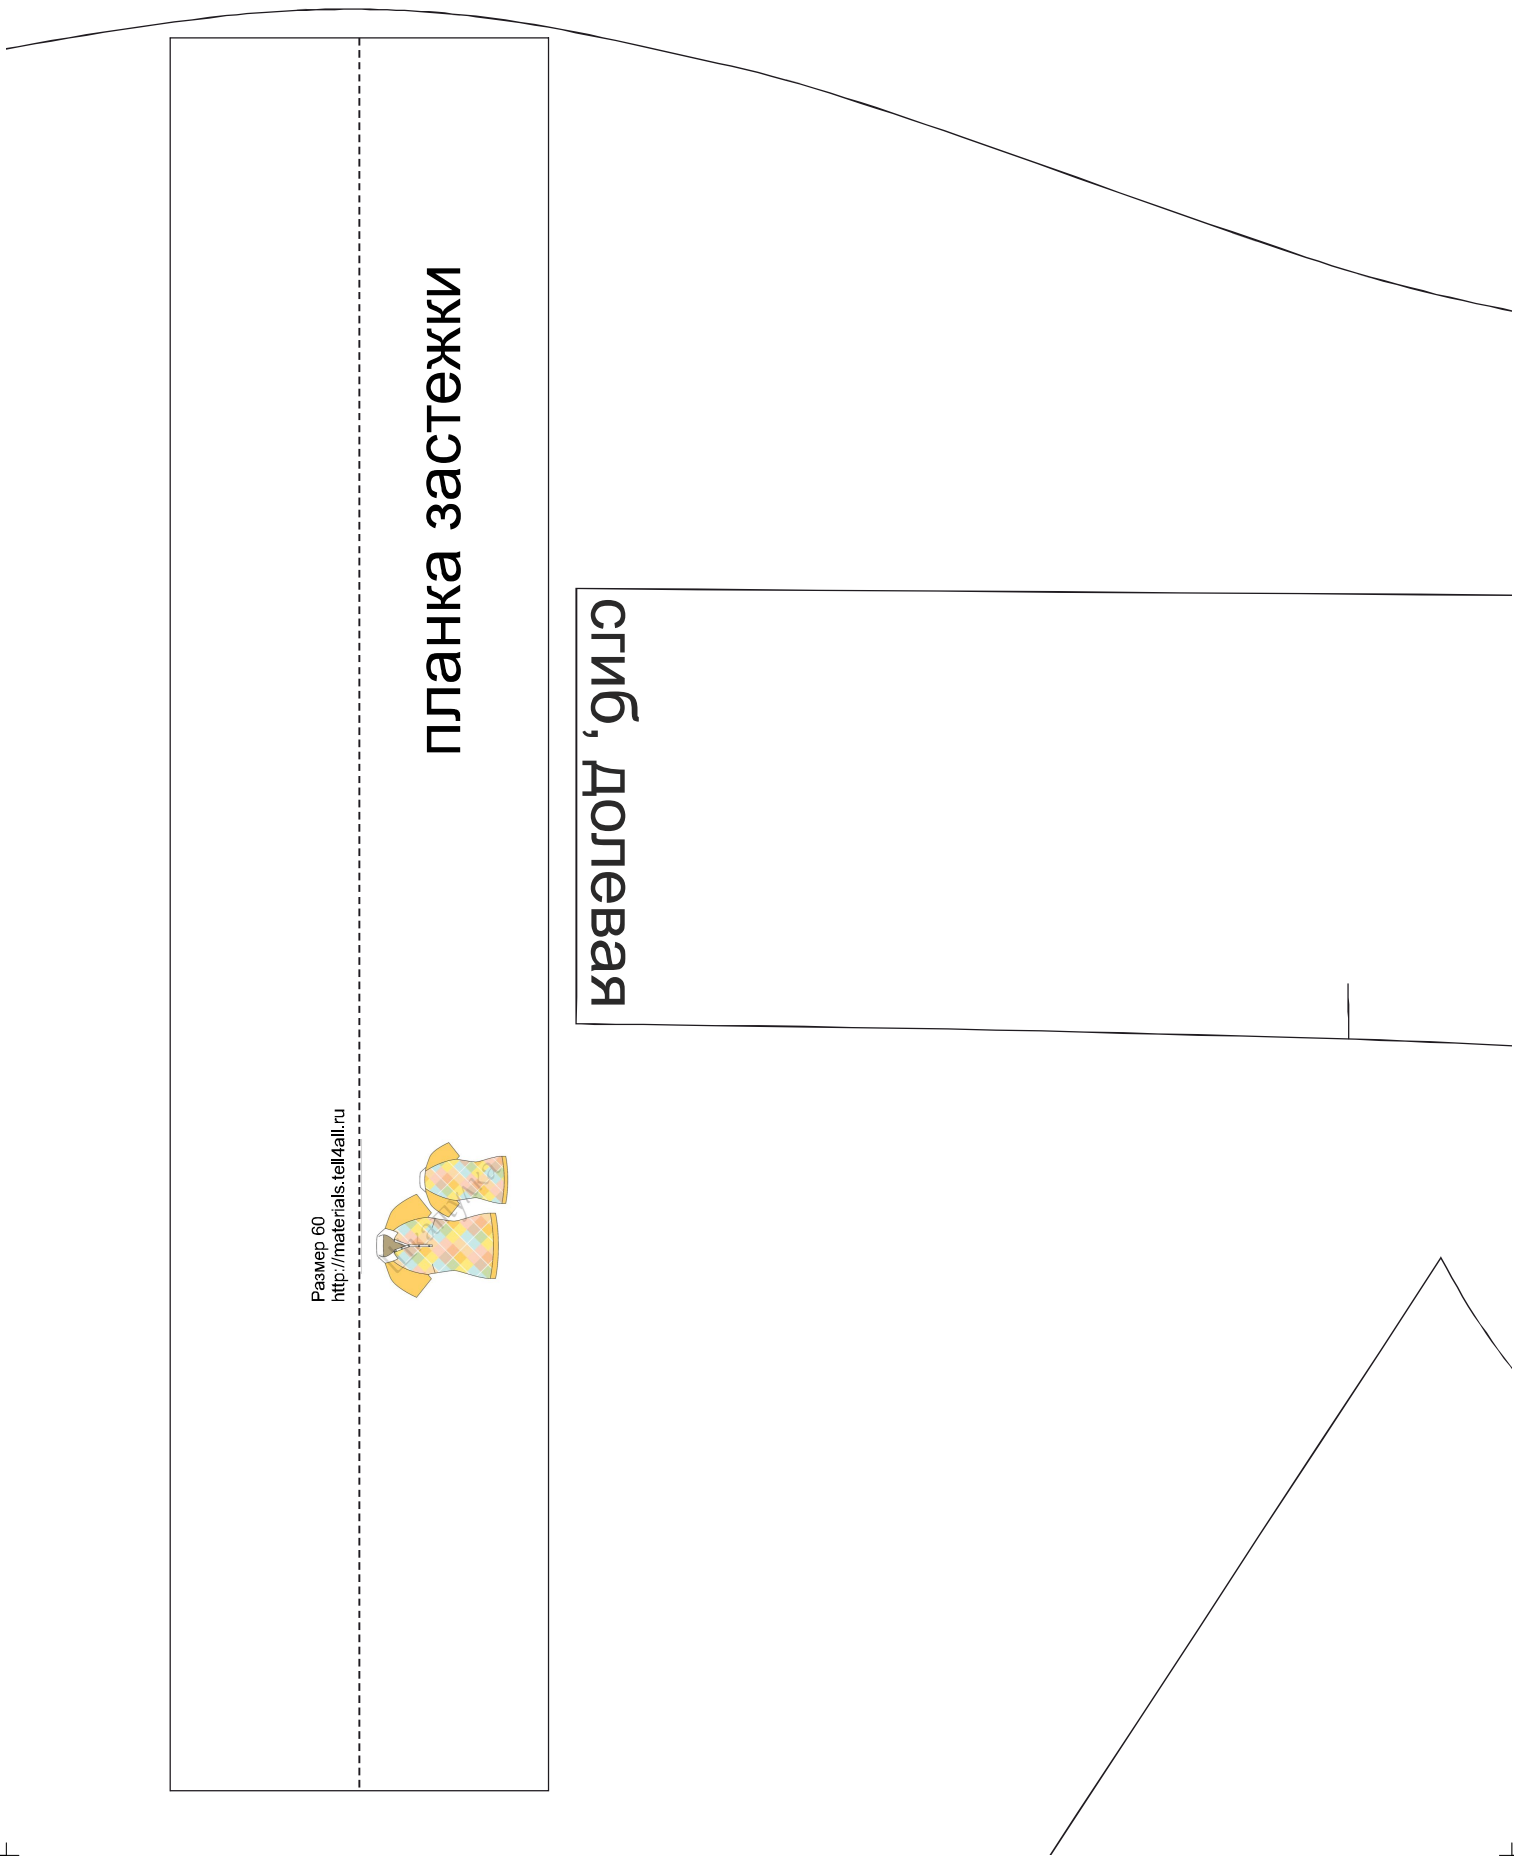 планка застежки
сгиб, долевая
Размер 60
http://materials.tell4all.ru